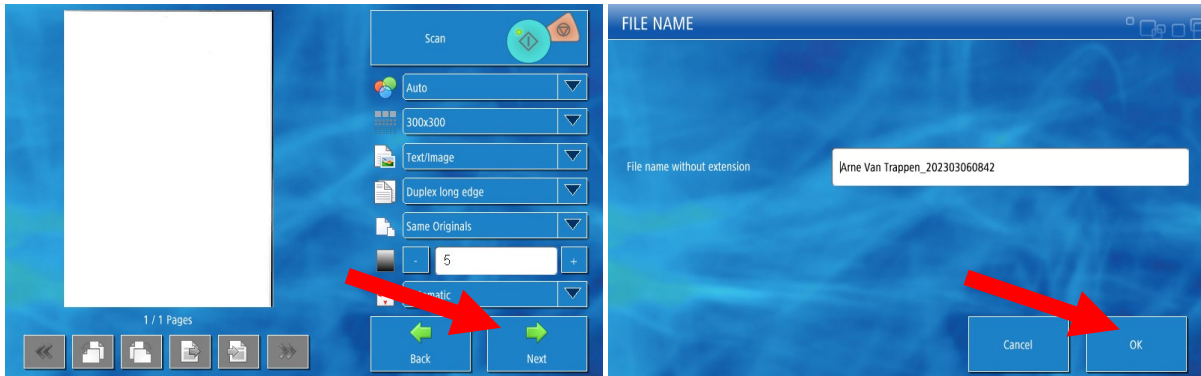 Scan
Auto
300x300
Text/Image
Duplex long edge
Same Originals
- 5 +
1 / 1 Pages
Back
Next
FILE NAME
File name without extension
Arne Van Trappen_202303060842
Cancel
OK